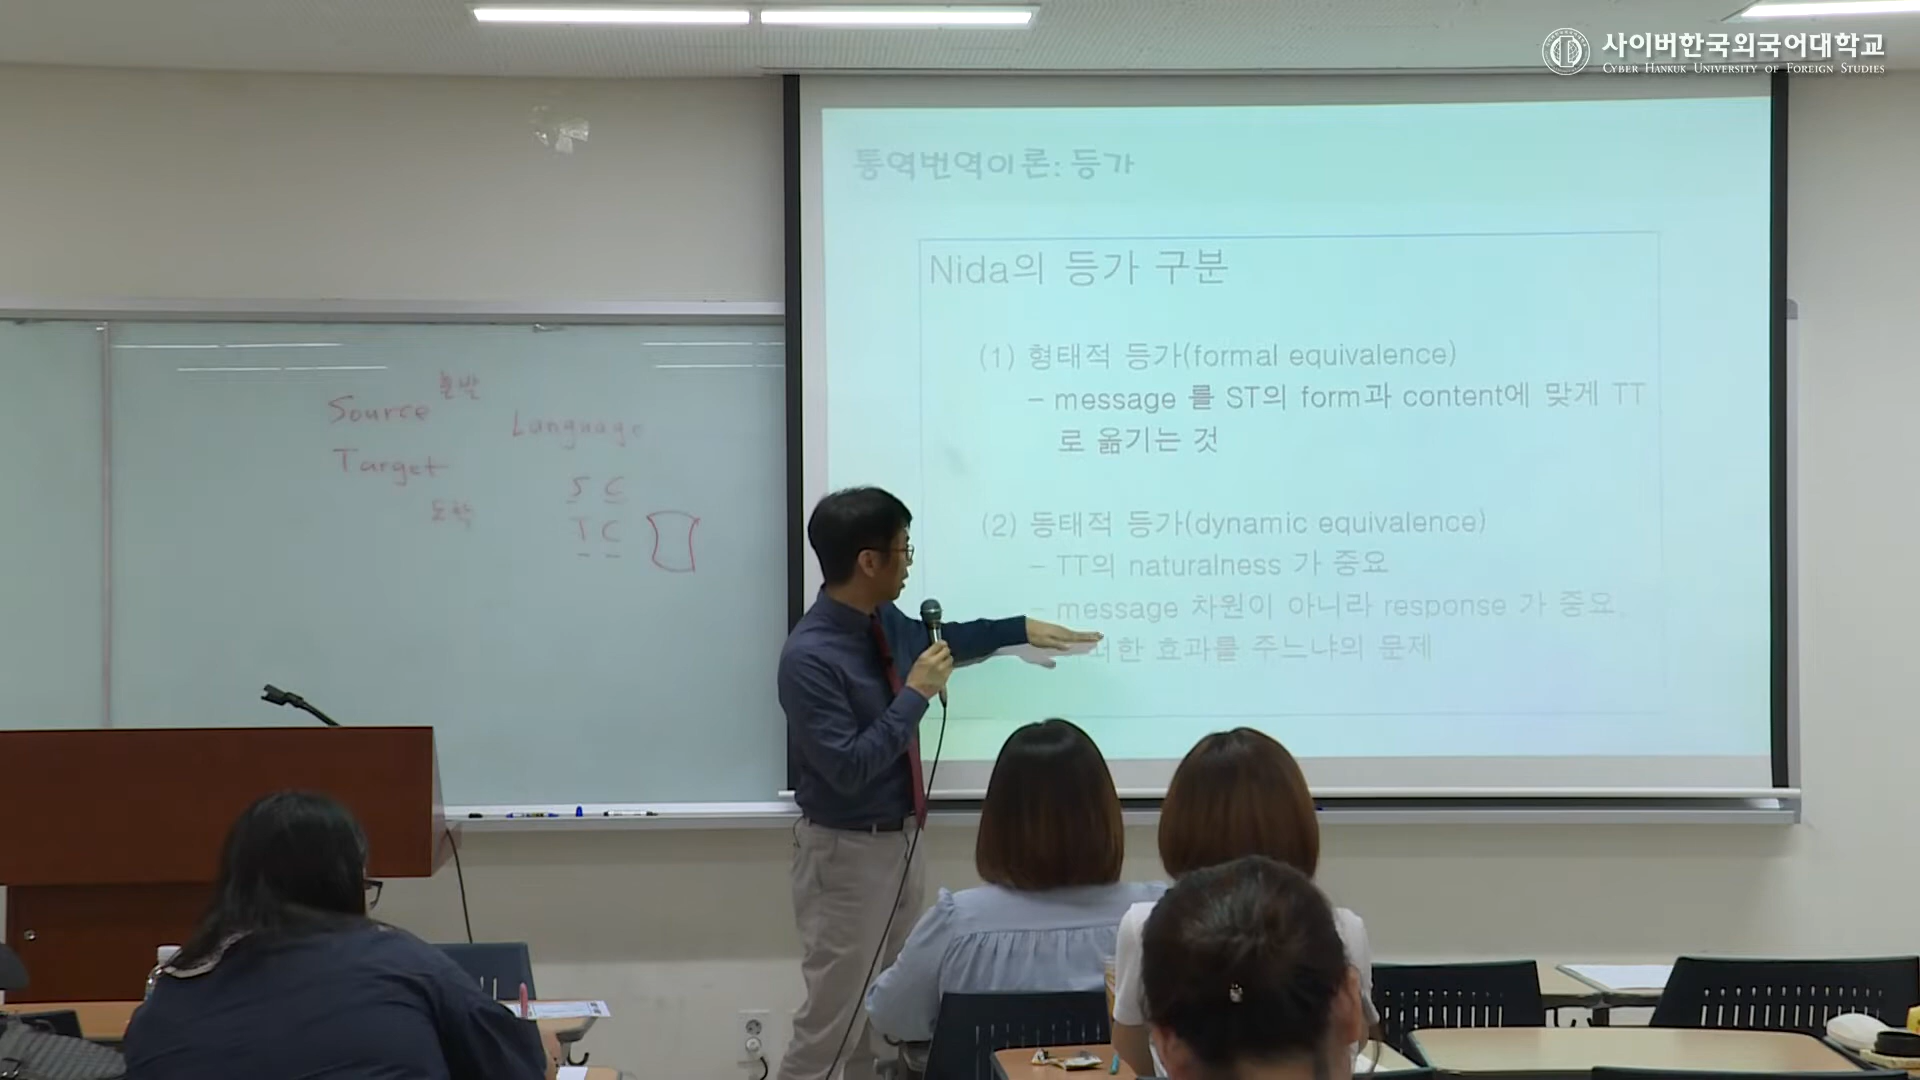 사이버한국외국어대학교
CYBER HANKUK UNIVERSITY OF FOREIGN STUDIES
통역번역이론: 등가
Nida의 등가 구분
(1) 형태적 등가(formal equivalence)
- message 를 ST의 form과 content에 맞게 TT
로 옮기는 것
(2) 동태적 등가(dynamic equivalence)
- TT의 naturalness 가 중요
- message 차원이 아니라 response 가 중요
효과를 주느냐의 문제
출발
Source
Language
Target
도착
S C
T C